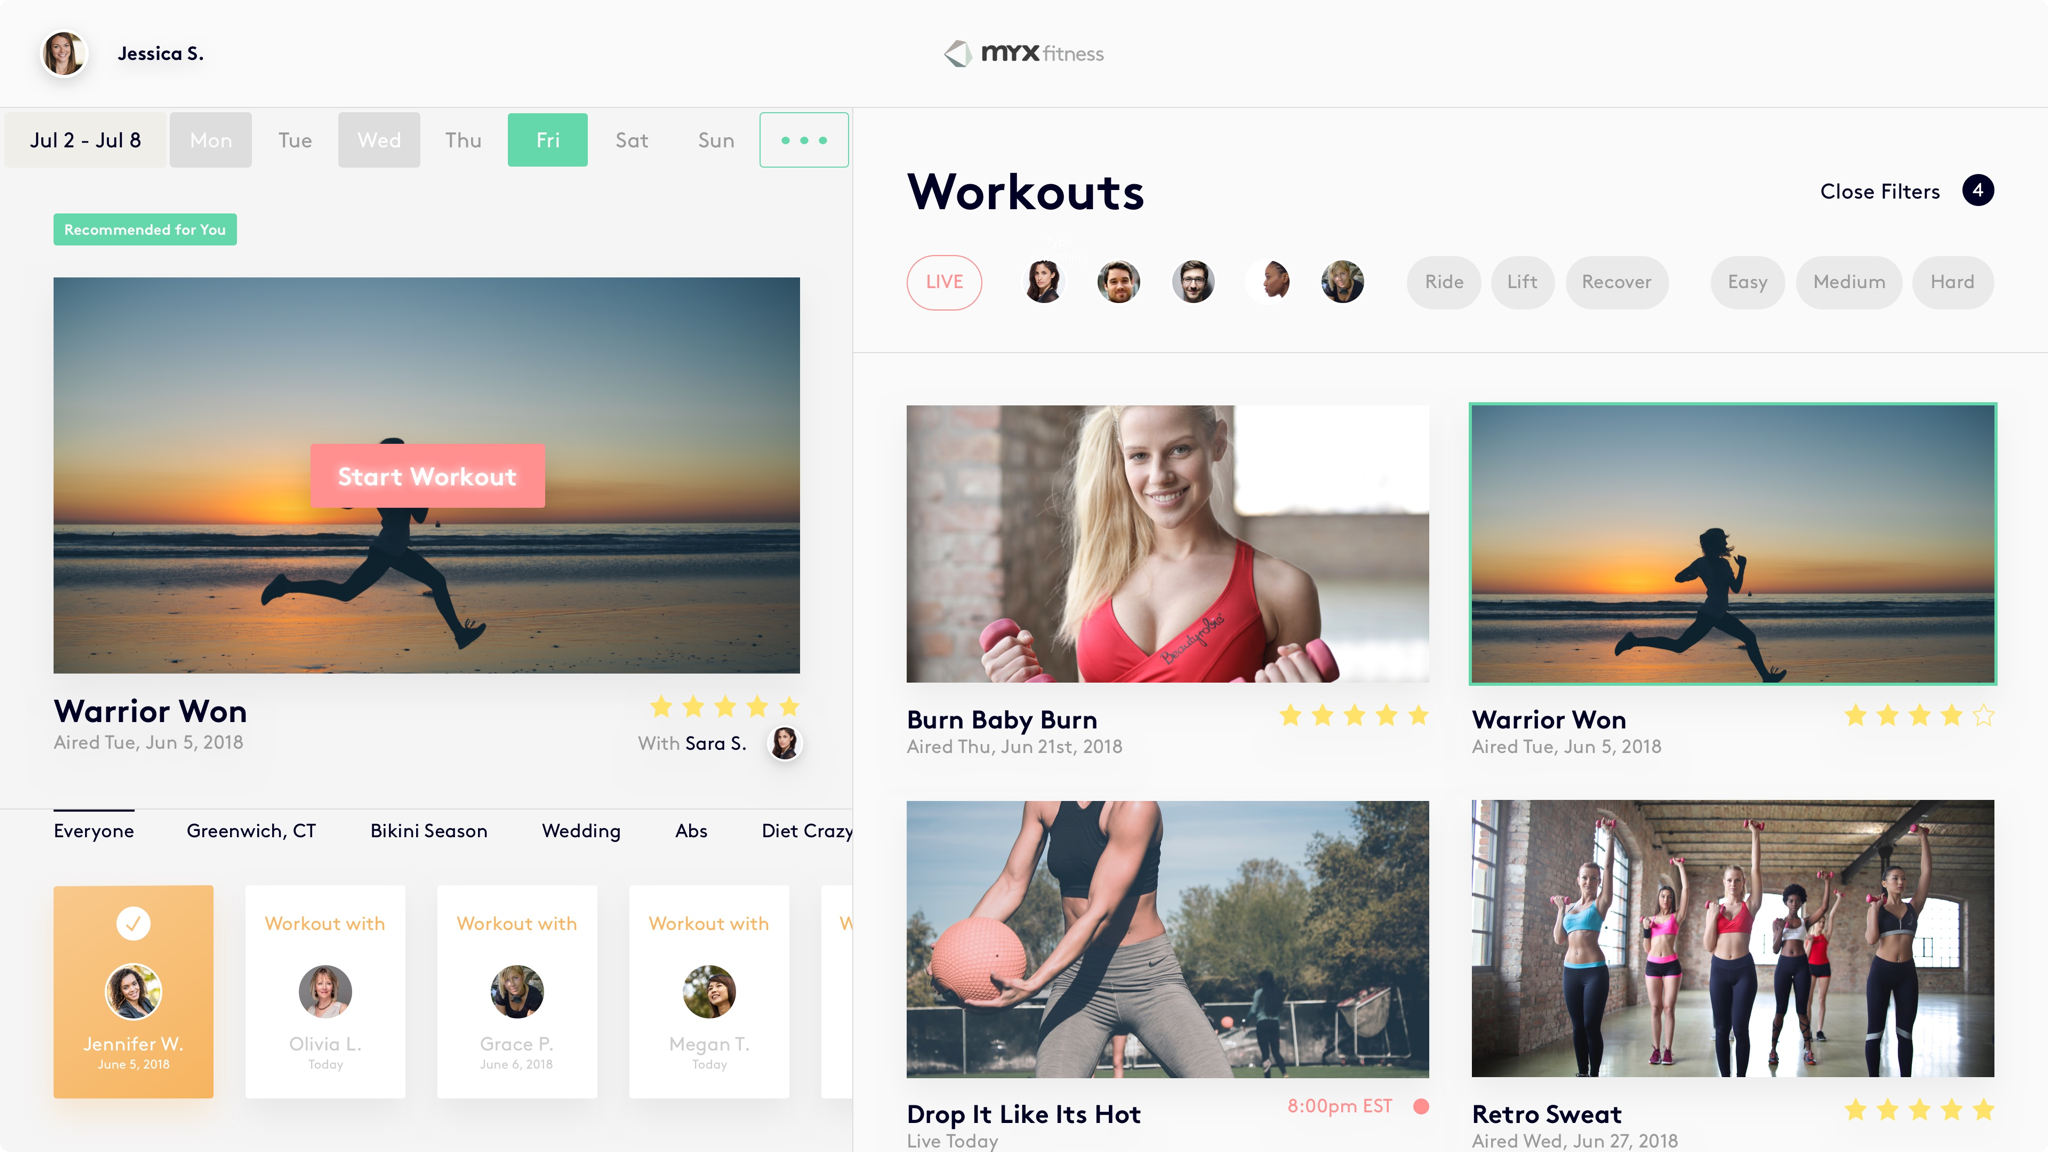 Jessica S.
myx fitness
Jul 2 - Jul 8
Mon
Tue
Wed
Thu
Fri
Sat
Sun
Recommended for You
Start Workout
Warrior Won
Aired Tue, Jun 5, 2018
With Sara S.
Everyone
Greenwich, CT
Bikini Season
Wedding
Abs
Diet Crazy
Jennifer W.
June 5, 2018
Workout with
Olivia L.
Today
Workout with
Grace P.
June 6, 2018
Workout with
Megan T.
Today
W
Workouts
Close Filters
4
LIVE
Ride
Lift
Recover
Easy
Medium
Hard
Beautyrobic
Burn Baby Burn
Aired Thu, Jun 21st, 2018
Warrior Won
Aired Tue, Jun 5, 2018
Drop It Like Its Hot
8:00pm EST
Live Today
Retro Sweat
Aired Wed, Jun 27, 2018